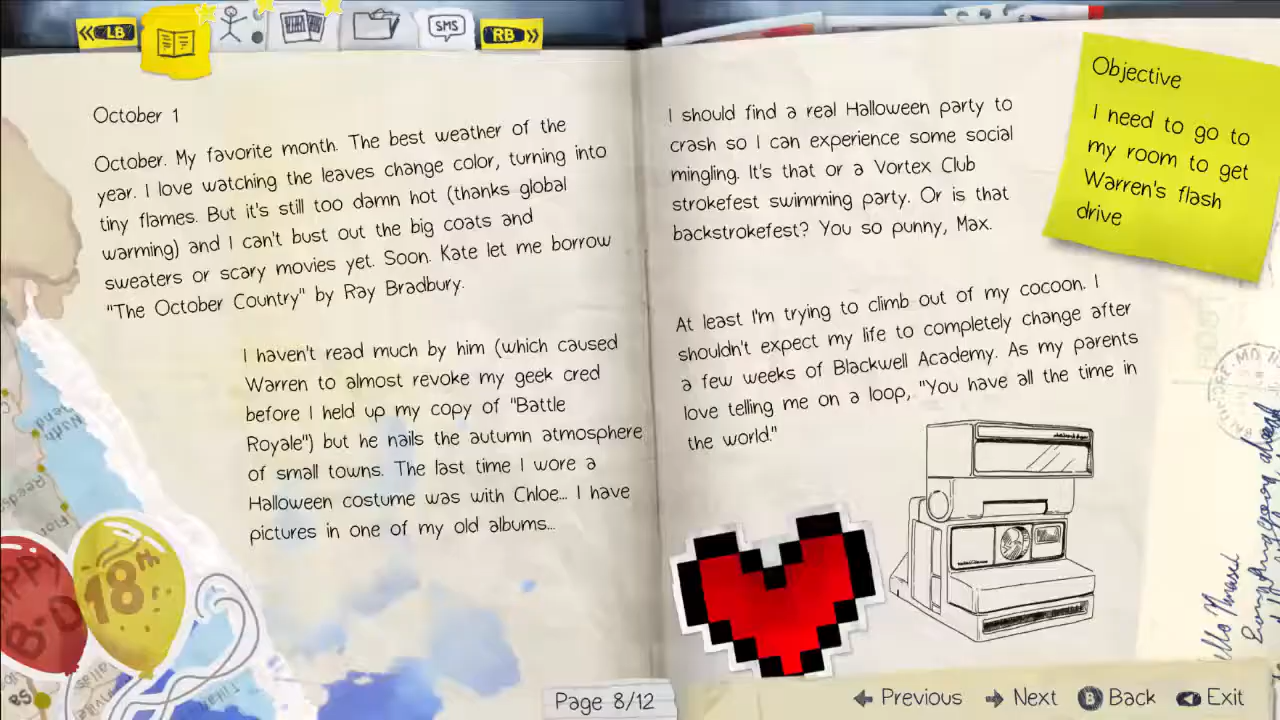 LB
SMS
RB
October 1
October. My favorite month. The best weather of the
year. I love watching the leaves change color, turning into
tiny flames. But it's still too damn hot (thanks global
warming) and I can't bust out the big coats and
sweaters or scary movies yet. Soon. Kate let me borrow
"The October Country" by Ray Bradbury.
I haven't read much by him (which caused
Warren to almost revoke my geek cred
before I held up my copy of "Battle
Royale") but he nails the autumn atmosphere
of small towns. The last time I wore a
Halloween costume was with Chloe... I have
pictures in one of my old albums...
I should find a real Halloween party to
crash so I can experience some social
mingling. It's that or a Vortex Club
strokefest swimming party. Or is that
backstrokefest? You so punny, Max.
At least I'm trying to climb out of my cocoon. I
shouldn't expect my life to completely change after
a few weeks of Blackwell Academy. As my parents
love telling me on a loop, "You have all the time in
the world."
Objective
I need to go to
my room to get
Warren's flash
drive
B-D
18th
Page 8/12
Previous
Next
B Back
Exit